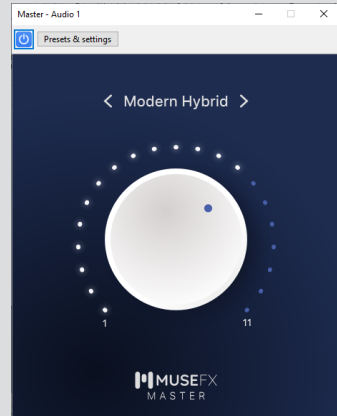 Master - Audio 1
Presets & settings
Modern Hybrid
1
11
MUSEFX
MASTER